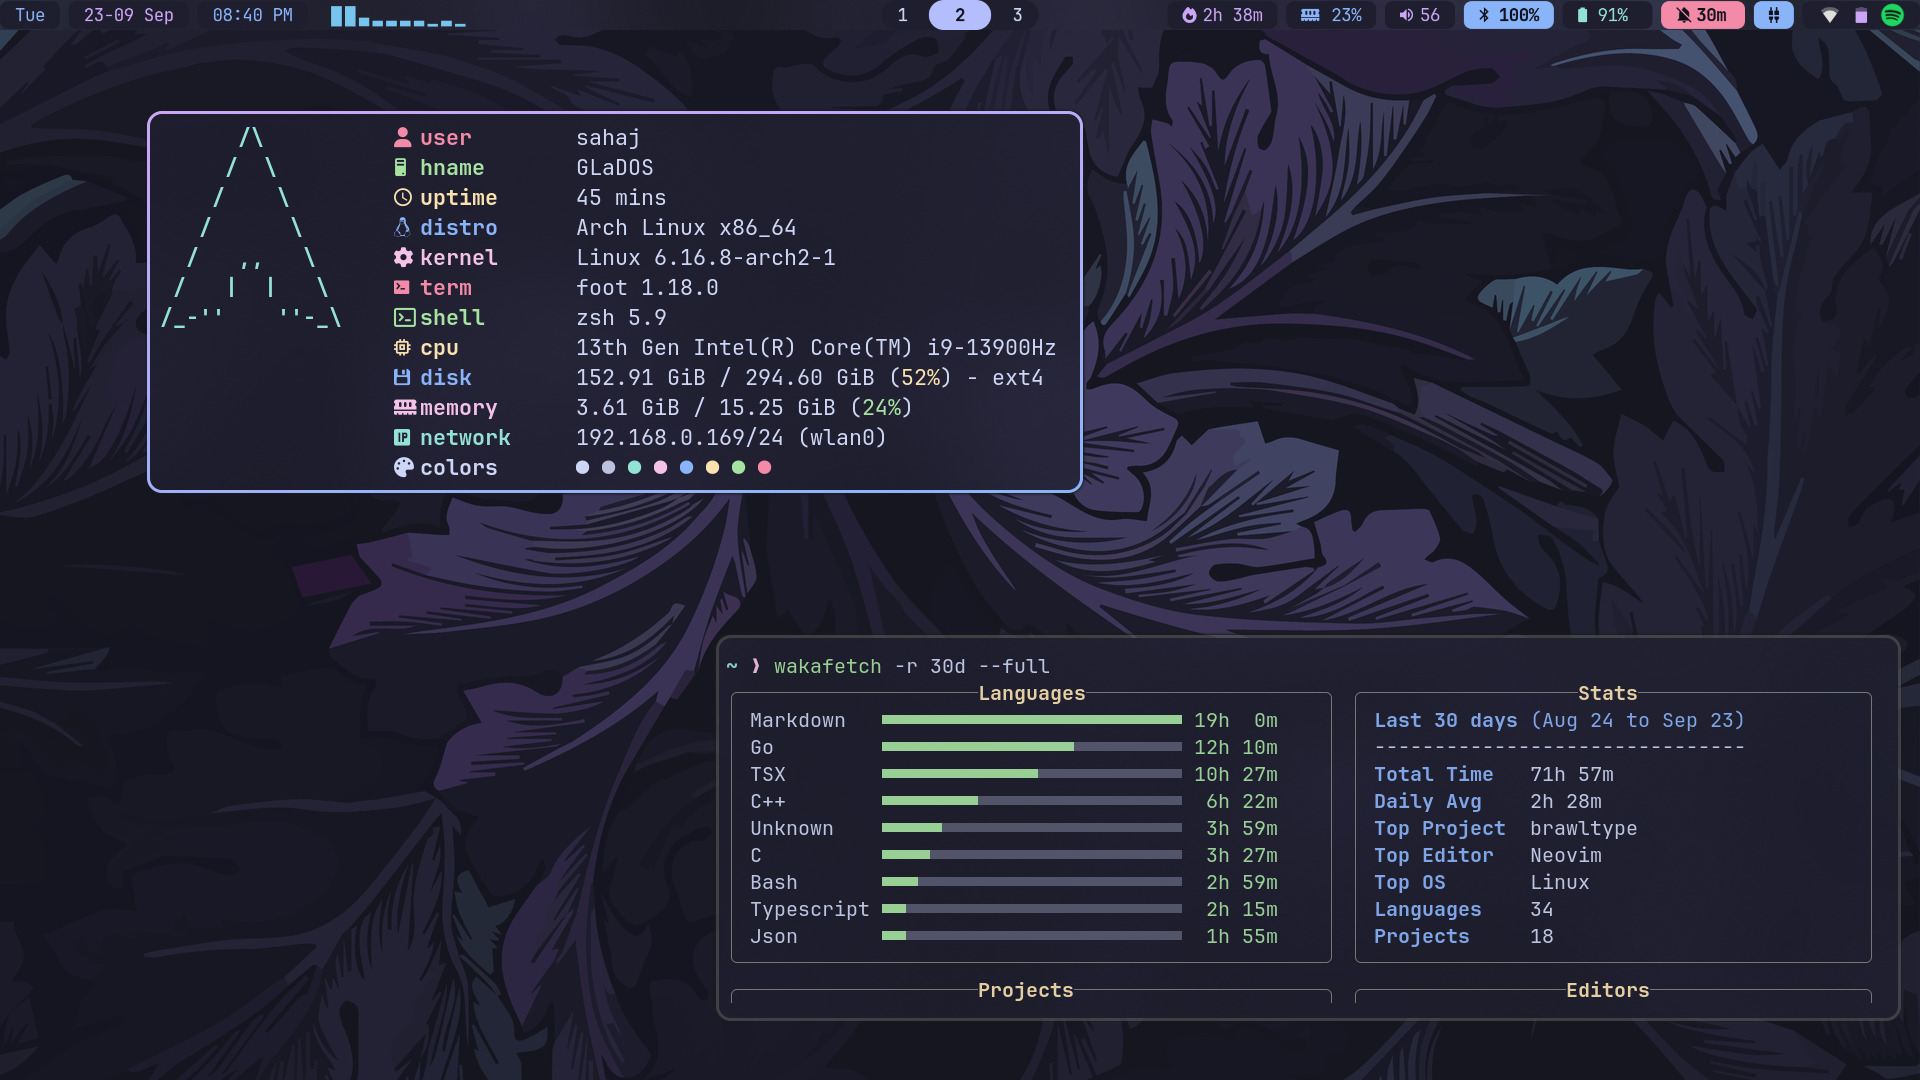 Tue 23-09 Sep 08:40 PM 1 2 3 2h 38m 23% 56 100% 91% 30m
user sahaj
hname GLaDOS
uptime 45 mins
distro Arch Linux x86_64
kernel Linux 6.16.8-arch2-1
term foot 1.18.0
shell zsh 5.9
cpu 13th Gen Intel(R) Core(TM) i9-13900Hz
disk 152.91 GiB / 294.60 GiB (52%) - ext4
memory 3.61 GiB / 15.25 GiB (24%)
network 192.168.0.169/24 (wlan0)
colors
~ ❱ wakafetch -r 30d --full
Languages
Markdown 19h 0m
Go 12h 10m
TSX 10h 27m
C++ 6h 22m
Unknown 3h 59m
C 3h 27m
Bash 2h 59m
Typescript 2h 15m
Json 1h 55m
Stats
Last 30 days (Aug 24 to Sep 23)
-------------------------------
Total Time 71h 57m
Daily Avg 2h 28m
Top Project brawltype
Top Editor Neovim
Top OS Linux
Languages 34
Projects 18
Projects
Editors